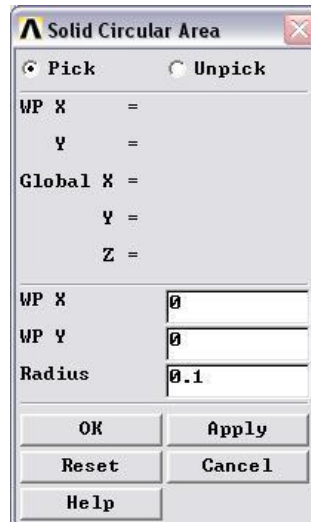 Solid Circular Area
Pick Unpick
WP X =
Y =
Global X =
Y =
Z =
WP X 0
WP Y 0
Radius 0.1
OK Apply
Reset Cancel
Help